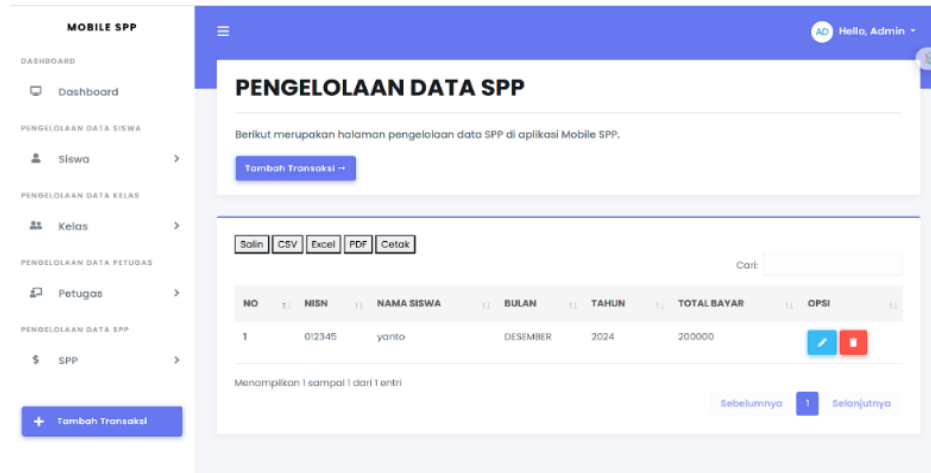 MOBILE SPP
DASHBOARD
Dashboard
PENGELOLAAN DATA SISWA
Siswa
PENGELOLAAN DATA KELAS
Kelas
PENGELOLAAN DATA PETUGAS
Petugas
PENGELOLAAN DATA SPP
$ SPP
+ Tambah Transaksi
AD Hello, Admin
PENGELOLAAN DATA SPP
Berikut merupakan halaman pengelolaan data SPP di aplikasi Mobile SPP.
Tambah Transaksi →
Salin CSV Excel PDF Cetak
Cari:
NO NISN NAMA SISWA BULAN TAHUN TOTAL BAYAR OPSI
1 012345 yanto DESEMBER 2024 200000
Menampilkan 1 sampai 1 dari 1 entri
Sebelumnya 1 Selanjutnya